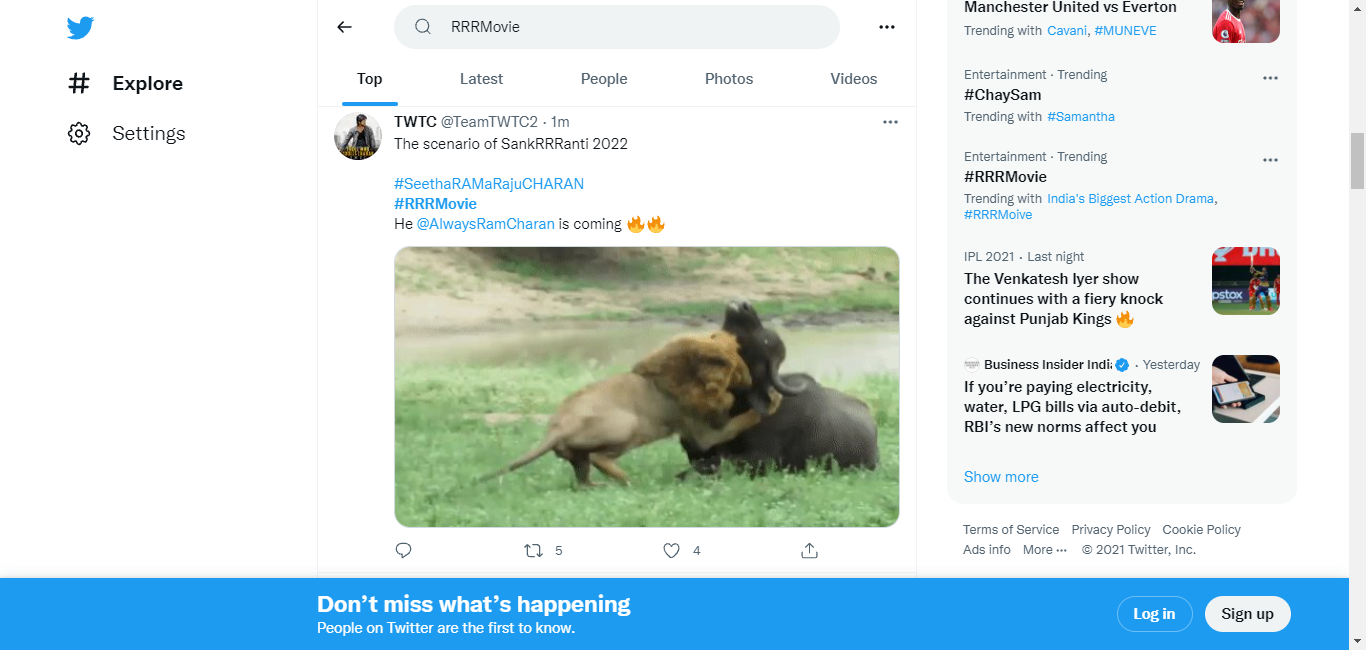 Explore
Settings
RRRMovie
Top
Latest
People
Photos
Videos
TWTC @TeamTWTC2 · 1m
The scenario of SankRRRanti 2022
#SeethaRAMaRajuCHARAN
#RRRMovie
He @AlwaysRamCharan is coming 🔥🔥
5
4
Manchester United vs Everton
Trending with Cavani, #MUNEVE
Entertainment · Trending
#ChaySam
Trending with #Samantha
Entertainment · Trending
#RRRMovie
Trending with India's Biggest Action Drama,
#RRRMoive
IPL 2021 · Last night
The Venkatesh Iyer show
continues with a fiery knock
against Punjab Kings 🔥
Business Insider Indi · Yesterday
If you're paying electricity,
water, LPG bills via auto-debit,
RBI's new norms affect you
Show more
Terms of Service Privacy Policy Cookie Policy
Ads info More ··· © 2021 Twitter, Inc.
Don't miss what's happening
People on Twitter are the first to know.
Log in
Sign up